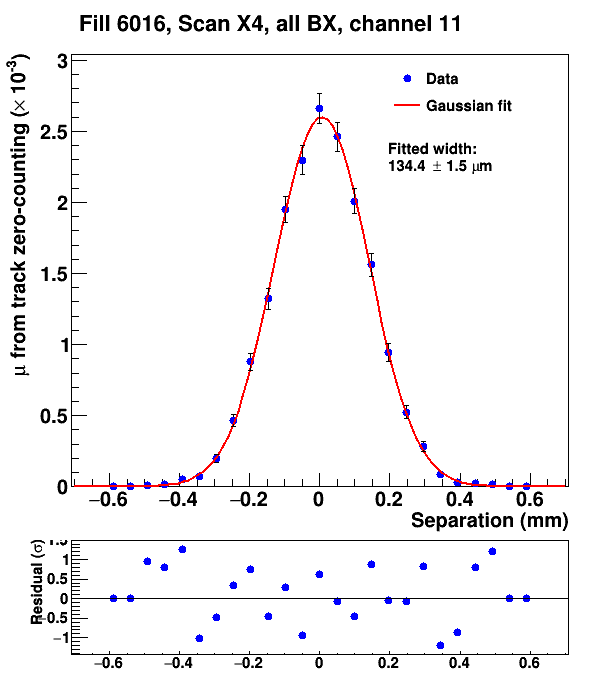 Fill 6016, Scan X4, all BX, channel 11
μ from track zero-counting (× 10⁻³)
3
2.5
2
1.5
1
0.5
0
Data
Gaussian fit
Fitted width:
134.4 ± 1.5 μm
−0.6 −0.4 −0.2 0 0.2 0.4 0.6
Separation (mm)
Residual (σ)
1.5
1
0.5
0
−0.5
−1
−0.6 −0.4 −0.2 0 0.2 0.4 0.6